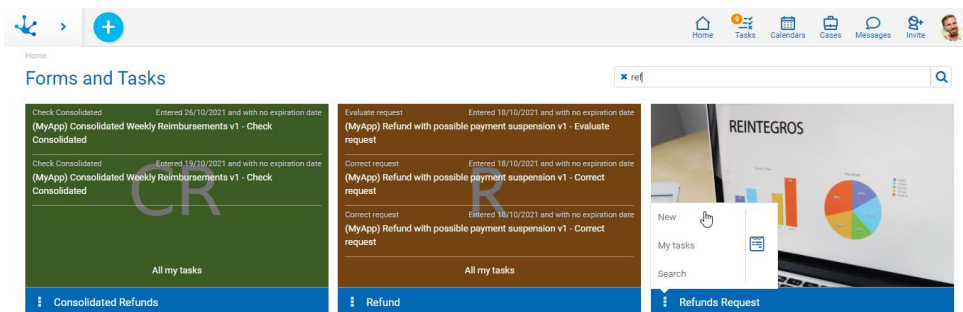 9
Home
Tasks
Calendars
Cases
Messages
Invite
Home
Forms and Tasks
ref
Check Consolidated Entered 26/10/2021 and with no expiration date
(MyApp) Consolidated Weekly Reimbursements v1 - Check
Consolidated
Check Consolidated Entered 19/10/2021 and with no expiration date
(MyApp) Consolidated Weekly Reimbursements v1 - Check
Consolidated
CR
All my tasks
Consolidated Refunds
Evaluate request Entered 18/10/2021 and with no expiration date
(MyApp) Refund with possible payment suspension v1 - Evaluate
request
Correct request Entered 18/10/2021 and with no expiration date
(MyApp) Refund with possible payment suspension v1 - Correct
request
R
Correct request Entered 18/10/2021 and with no expiration date
(MyApp) Refund with possible payment suspension v1 - Correct
request
All my tasks
Refund
REINTEGROS
New
My tasks
Search
Refunds Request